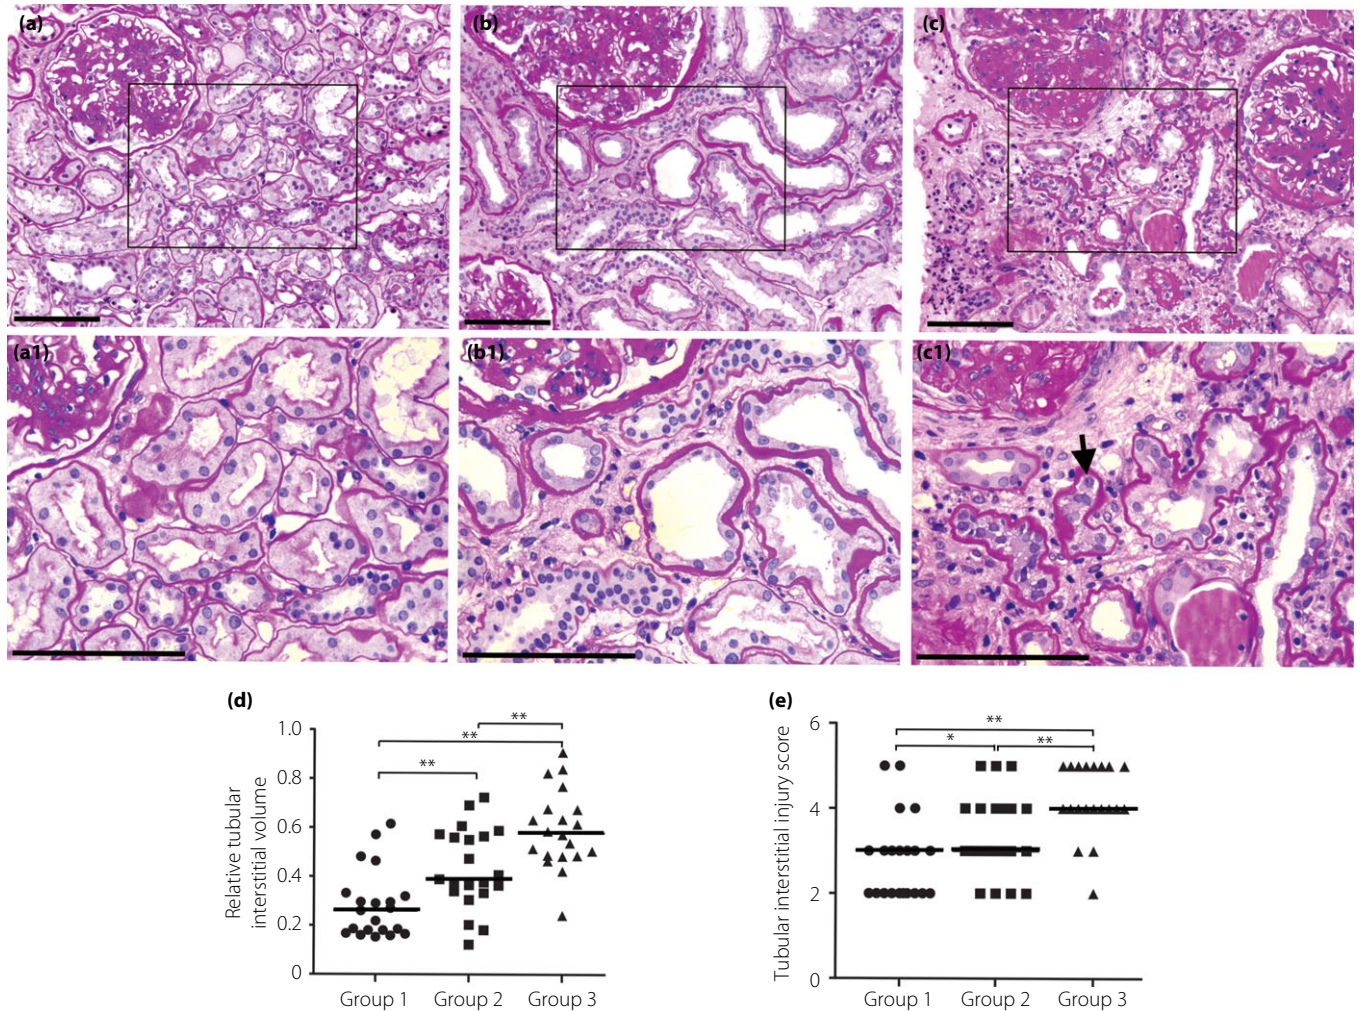 (a)
(b)
(c)
(a1)
(b1)
(c1)
(d)
Relative tubular
interstitial volume
1.0
0.8
0.6
0.4
0.2
0
**
**
**
Group 1
Group 2
Group 3
(e)
Tubular interstitial injury score
6
4
2
0
**
*
**
Group 1
Group 2
Group 3